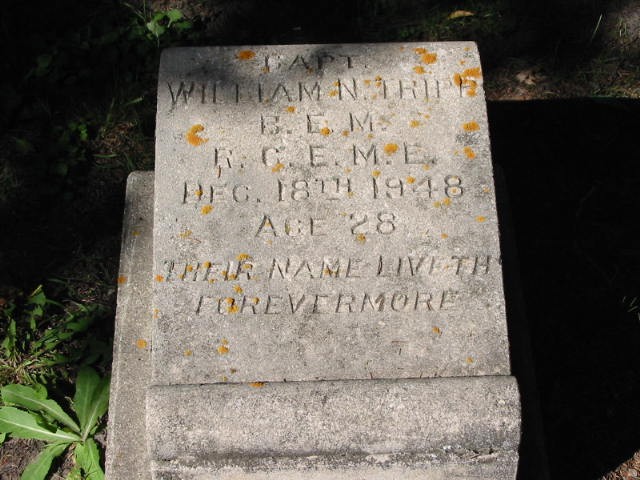 CAPT.
WILLIAM N. TRIPP
B. E. M.
R. C. E. M. E.
DEC. 18TH 1948
AGE 28
THEIR NAME LIVETH
FOREVERMORE